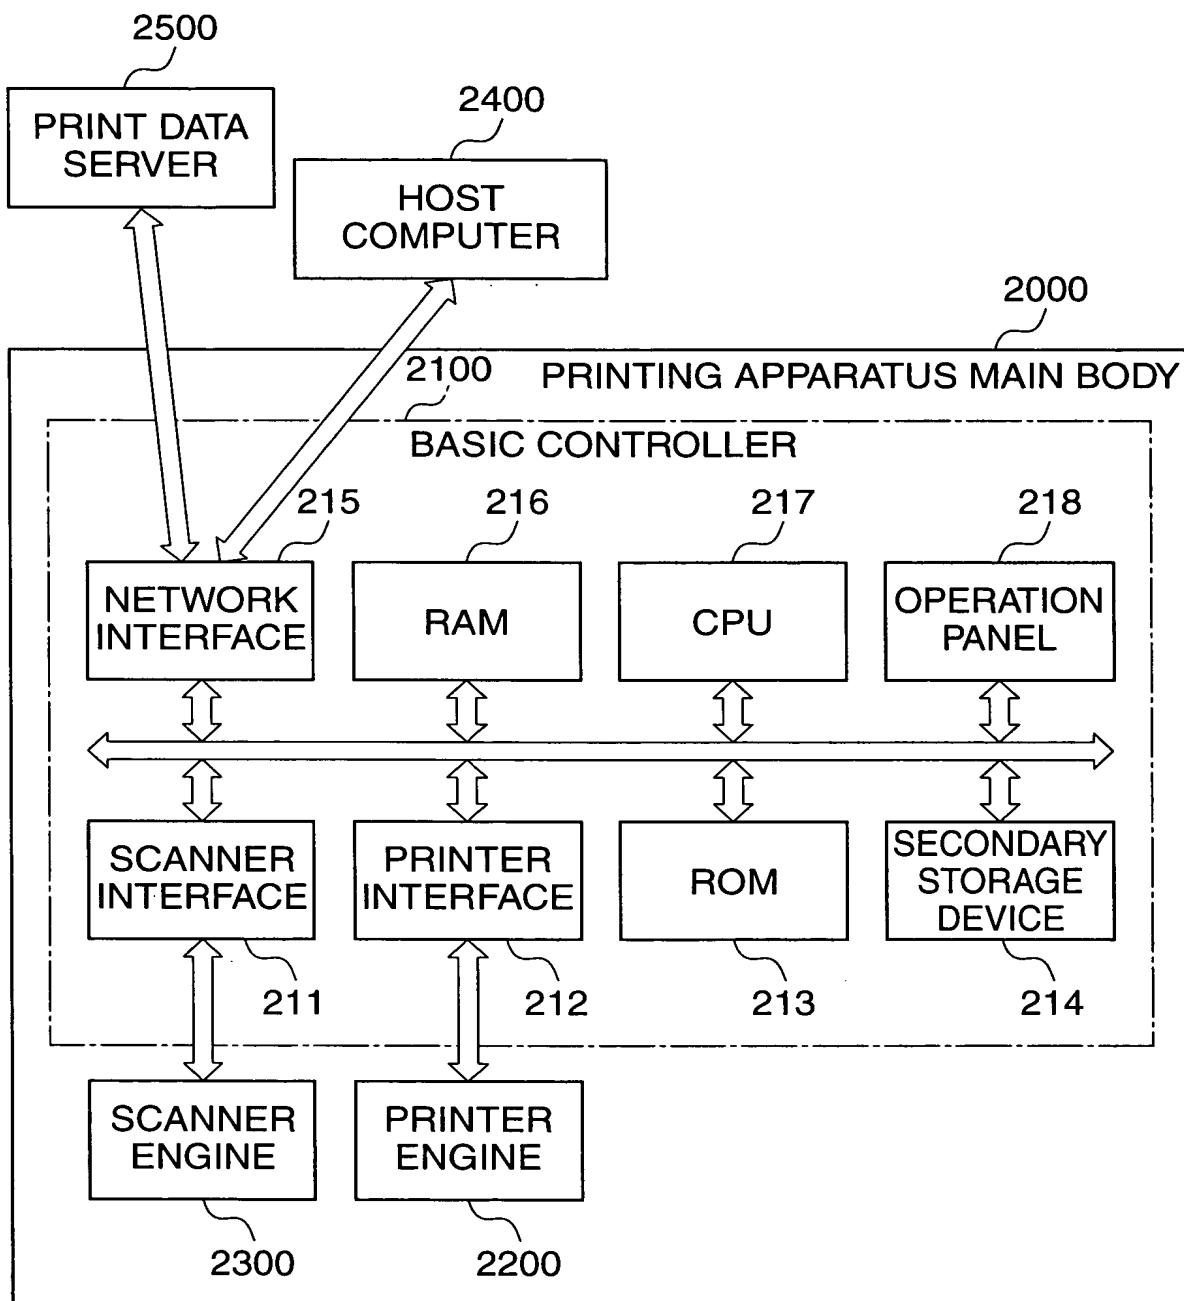 2500
PRINT DATA
SERVER
2400
HOST
COMPUTER
2000
PRINTING APPARATUS MAIN BODY
2100
BASIC CONTROLLER
215
NETWORK
INTERFACE
216
RAM
217
CPU
218
OPERATION
PANEL
SCANNER
INTERFACE
211
PRINTER
INTERFACE
212
ROM
213
SECONDARY
STORAGE
DEVICE
214
SCANNER
ENGINE
2300
PRINTER
ENGINE
2200